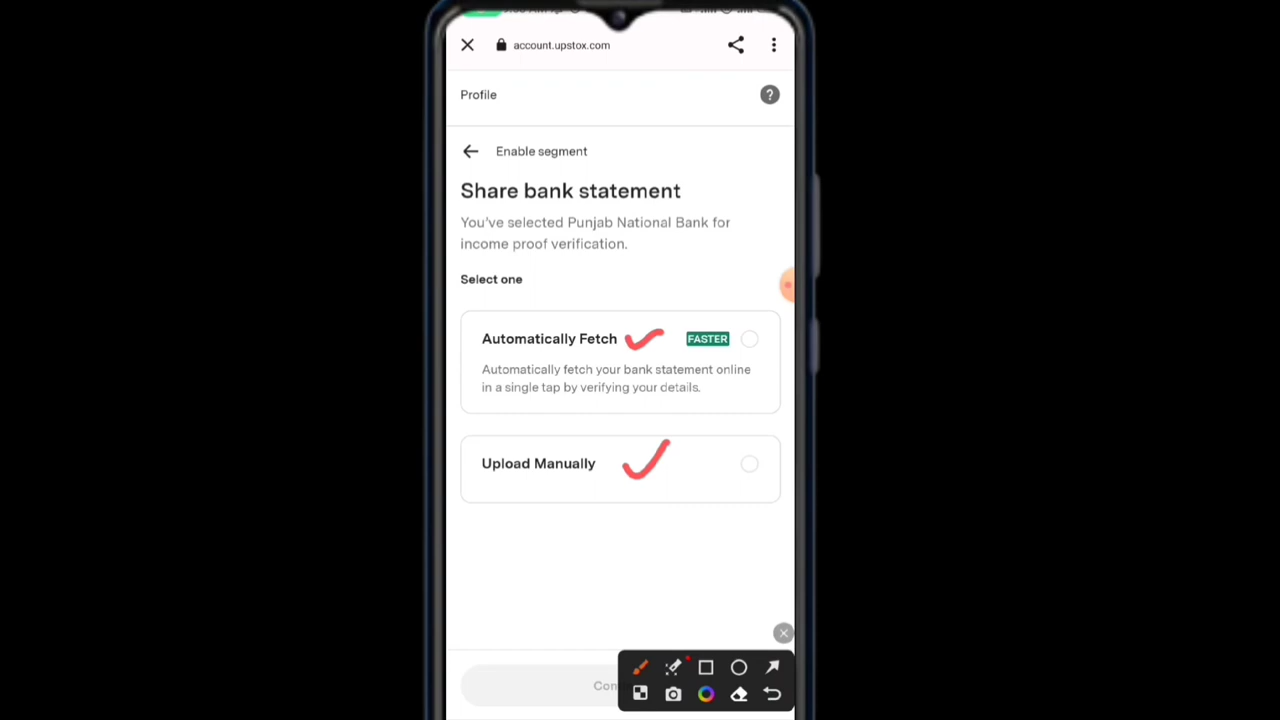 account.upstox.com
Profile
?
Enable segment
Share bank statement
You've selected Punjab National Bank for
income proof verification.
Select one
Automatically Fetch FASTER
Automatically fetch your bank statement online
in a single tap by verifying your details.
Upload Manually